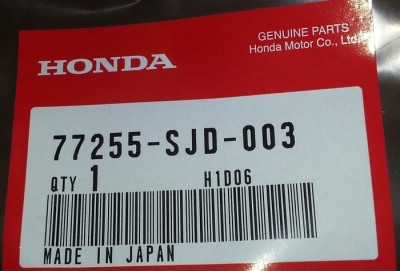 GENUINE PARTS
Honda Motor Co., Ltd.
HONDA
77255-SJD-003
QTY 1 H1D06
MADE IN JAPAN